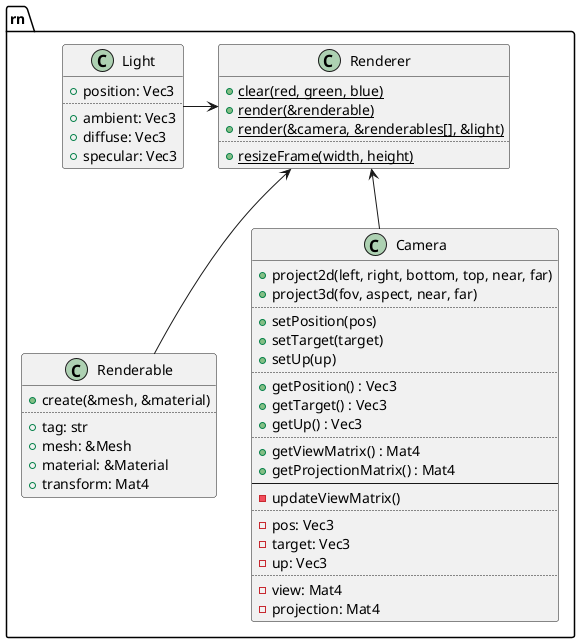 rn
C Light
+ position: Vec3
+ ambient: Vec3
+ diffuse: Vec3
+ specular: Vec3
C Renderer
clear(red, green, blue)
render(&renderable)
render(&camera, &renderables[], &light)
resizeFrame(width, height)
C Renderable
create(&mesh, &material)
tag: str
mesh: &Mesh
material: &Material
transform: Mat4
C Camera
project2d(left, right, bottom, top, near, far)
project3d(fov, aspect, near, far)
setPosition(pos)
setTarget(target)
setUp(up)
getPosition() : Vec3
getTarget() : Vec3
getUp() : Vec3
getViewMatrix() : Mat4
getProjectionMatrix() : Mat4
updateViewMatrix()
pos: Vec3
target: Vec3
up: Vec3
view: Mat4
projection: Mat4